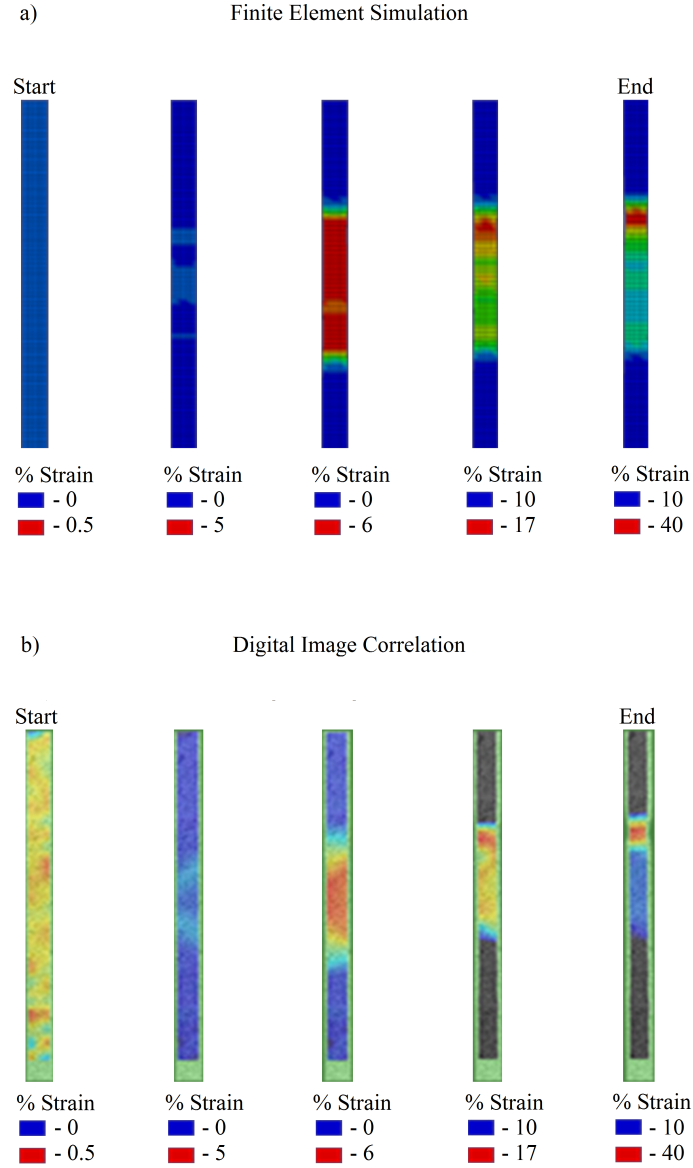 a) Finite Element Simulation
Start End
% Strain % Strain % Strain % Strain % Strain
- 0 - 0 - 0 - 10 - 10
- 0.5 - 5 - 6 - 17 - 40
b) Digital Image Correlation
Start End
% Strain % Strain % Strain % Strain % Strain
- 0 - 0 - 0 - 10 - 10
- 0.5 - 5 - 6 - 17 - 40